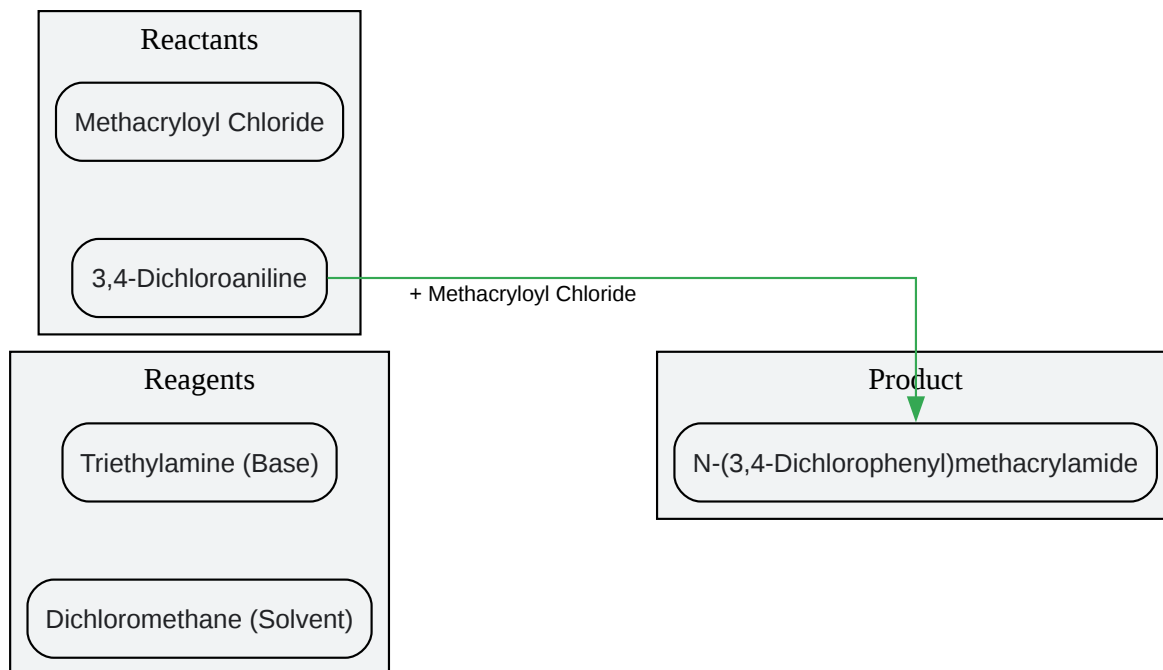 Reactants
Methacryloyl Chloride
3,4-Dichloroaniline
+ Methacryloyl Chloride
Reagents
Triethylamine (Base)
Dichloromethane (Solvent)
Product
N-(3,4-Dichlorophenyl)methacrylamide